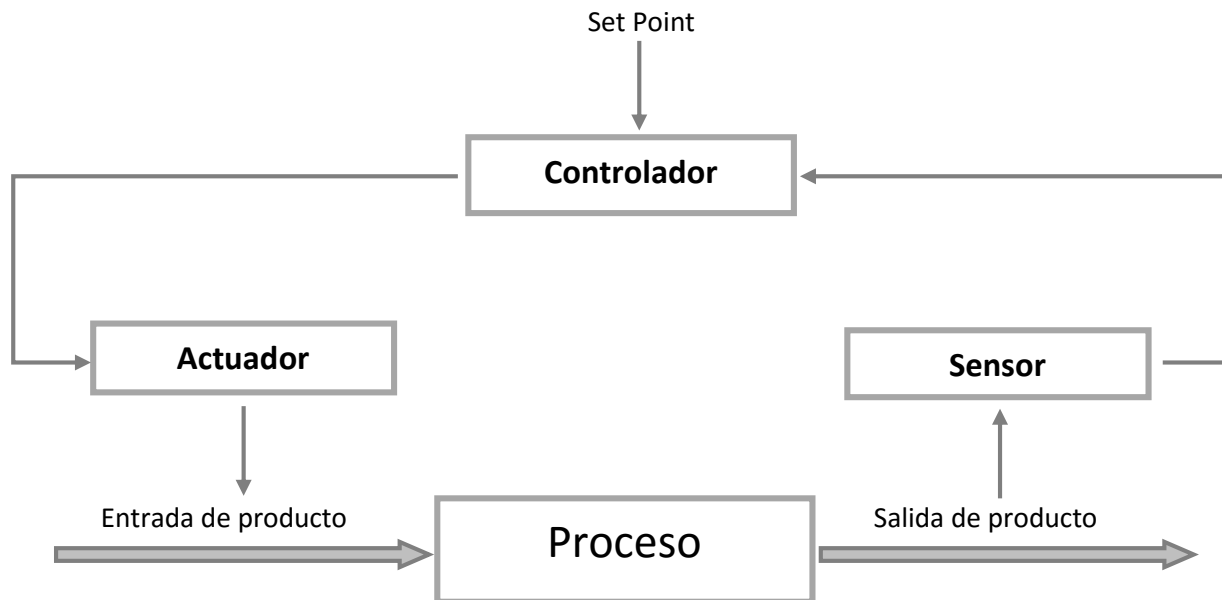 Set Point
Controlador
Actuador
Sensor
Entrada de producto
Proceso
Salida de producto